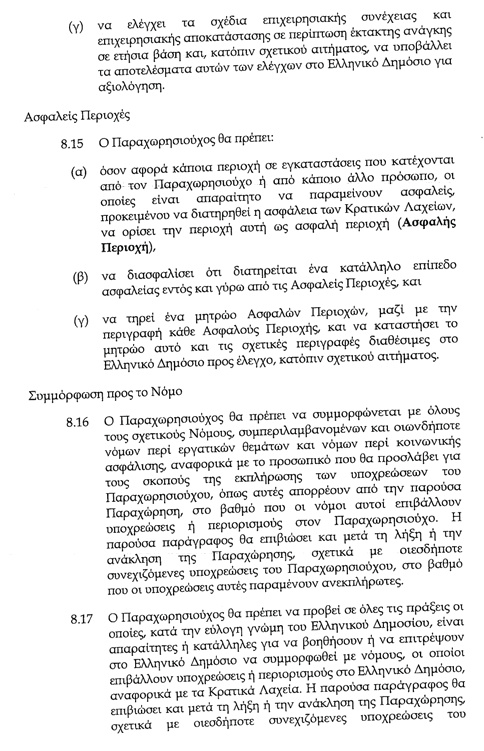 (γ) να ελέγχει τα σχέδια επιχειρησιακής συνέχειας και
επιχειρησιακής αποκατάστασης σε περίπτωση έκτακτης ανάγκης
σε ετήσια βάση και, κατόπιν σχετικού αιτήματος, να υποβάλλει
τα αποτελέσματα αυτών των ελέγχων στο Ελληνικό Δημόσιο για
αξιολόγηση.
Ασφαλείς Περιοχές
8.15 Ο Παραχωρησιούχος θα πρέπει:
(α) όσον αφορά κάποια περιοχή σε εγκαταστάσεις που κατέχονται
από τον Παραχωρησιούχο ή από κάποιο άλλο πρόσωπο, οι
οποίες είναι απαραίτητο να παραμείνουν ασφαλείς,
προκειμένου να διατηρηθεί η ασφάλεια των Κρατικών Λαχείων,
να ορίσει την περιοχή αυτή ως ασφαλή περιοχή (Ασφαλής
Περιοχή),
(β) να διασφαλίσει ότι διατηρείται ένα κατάλληλο επίπεδο
ασφαλείας εντός και γύρω από τις Ασφαλείς Περιοχές, και
(γ) να τηρεί ένα μητρώο Ασφαλών Περιοχών, μαζί με την
περιγραφή κάθε Ασφαλούς Περιοχής, και να καταστήσει το
μητρώο αυτό και τις σχετικές περιγραφές διαθέσιμες στο
Ελληνικό Δημόσιο προς έλεγχο, κατόπιν σχετικού αιτήματος.
Συμμόρφωση προς το Νόμο
8.16 Ο Παραχωρησιούχος θα πρέπει να συμμορφώνεται με όλους
τους σχετικούς Νόμους, συμπεριλαμβανομένων και οιωνδήποτε
νόμων περί εργατικών θεμάτων και νόμων περί κοινωνικής
ασφάλισης, αναφορικά με το προσωπικό που θα προσλάβει για
τους σκοπούς της εκπλήρωσης των υποχρεώσεων του
Παραχωρησιούχου, όπως αυτές απορρέουν από την παρούσα
Παραχώρηση, στο βαθμό που οι νόμοι αυτοί επιβάλλουν
υποχρεώσεις ή περιορισμούς στον Παραχωρησιούχο. Η
παρούσα παράγραφος θα επιβιώσει και μετά τη λήξη ή την
ανάκληση της Παραχώρησης, σχετικά με οιεσδήποτε
συνεχιζόμενες υποχρεώσεις του Παραχωρησιούχου, στο βαθμό
που οι υποχρεώσεις αυτές παραμένουν ανεκπλήρωτες.
8.17 Ο Παραχωρησιούχος θα πρέπει να προβεί σε όλες τις πράξεις οι
οποίες, κατά την εύλογη γνώμη του Ελληνικού Δημοσίου, είναι
απαραίτητες ή κατάλληλες για να βοηθήσουν ή να επιτρέψουν
στο Ελληνικό Δημόσιο να συμμορφωθεί με νόμους, οι οποίοι
επιβάλλουν υποχρεώσεις ή περιορισμούς στο Ελληνικό Δημόσιο,
αναφορικά με τα Κρατικά Λαχεία. Η παρούσα παράγραφος θα
επιβιώσει και μετά τη λήξη ή την ανάκληση της Παραχώρησης,
σχετικά με οιεσδήποτε συνεχιζόμενες υποχρεώσεις του